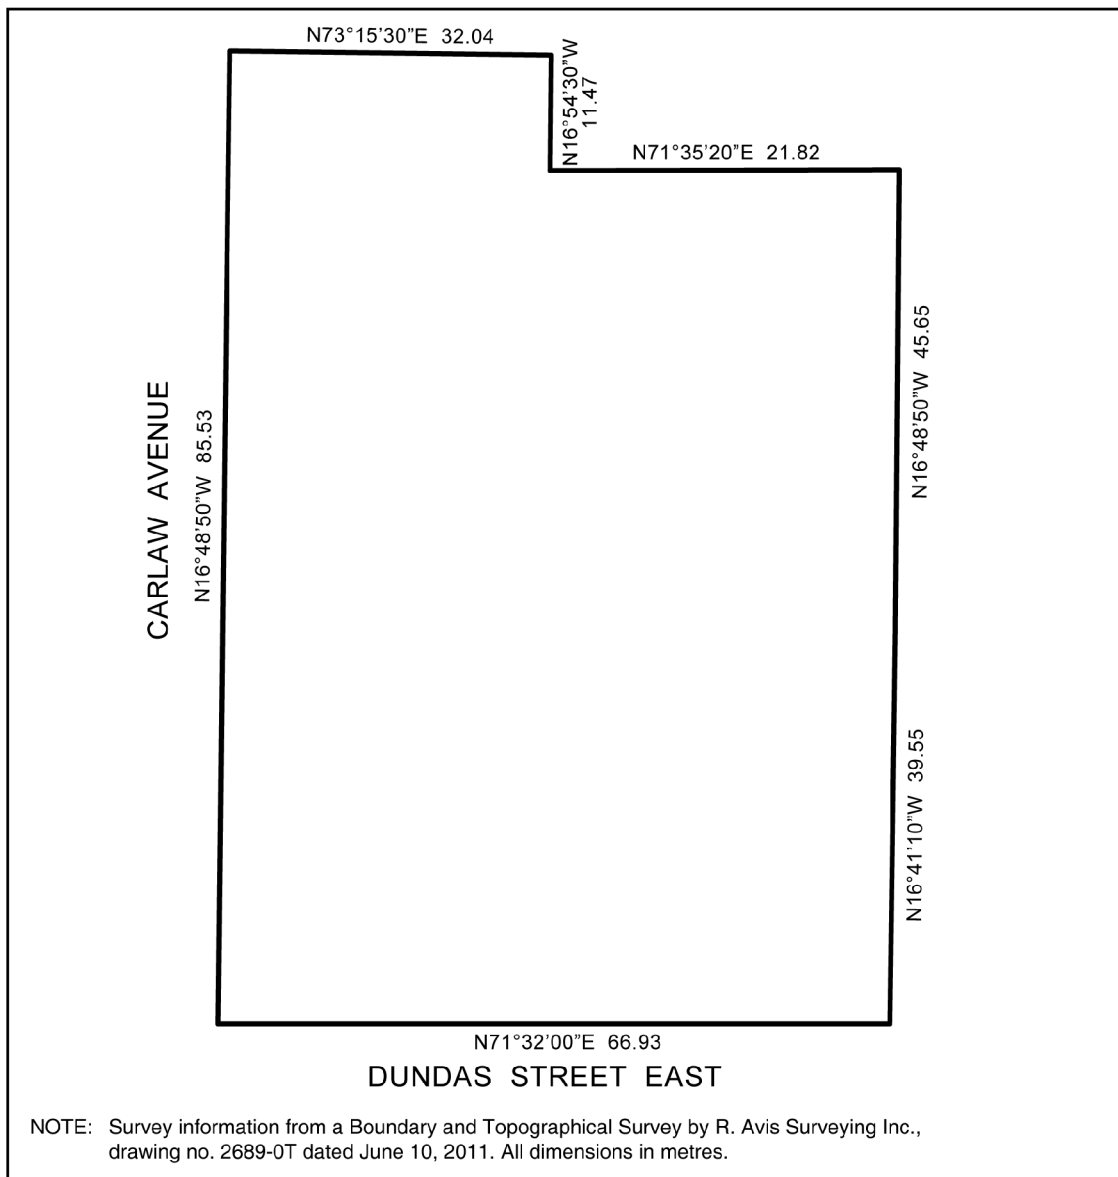 N73°15'30"E 32.04
N16°54'30"W
11.47
N71°35'20"E 21.82
N16°48'50"W 45.65
CARLAW AVENUE
N16°48'50"W 85.53
N16°41'10"W 39.55
N71°32'00"E 66.93
DUNDAS STREET EAST
NOTE: Survey information from a Boundary and Topographical Survey by R. Avis Surveying Inc.,
drawing no. 2689-0T dated June 10, 2011. All dimensions in metres.